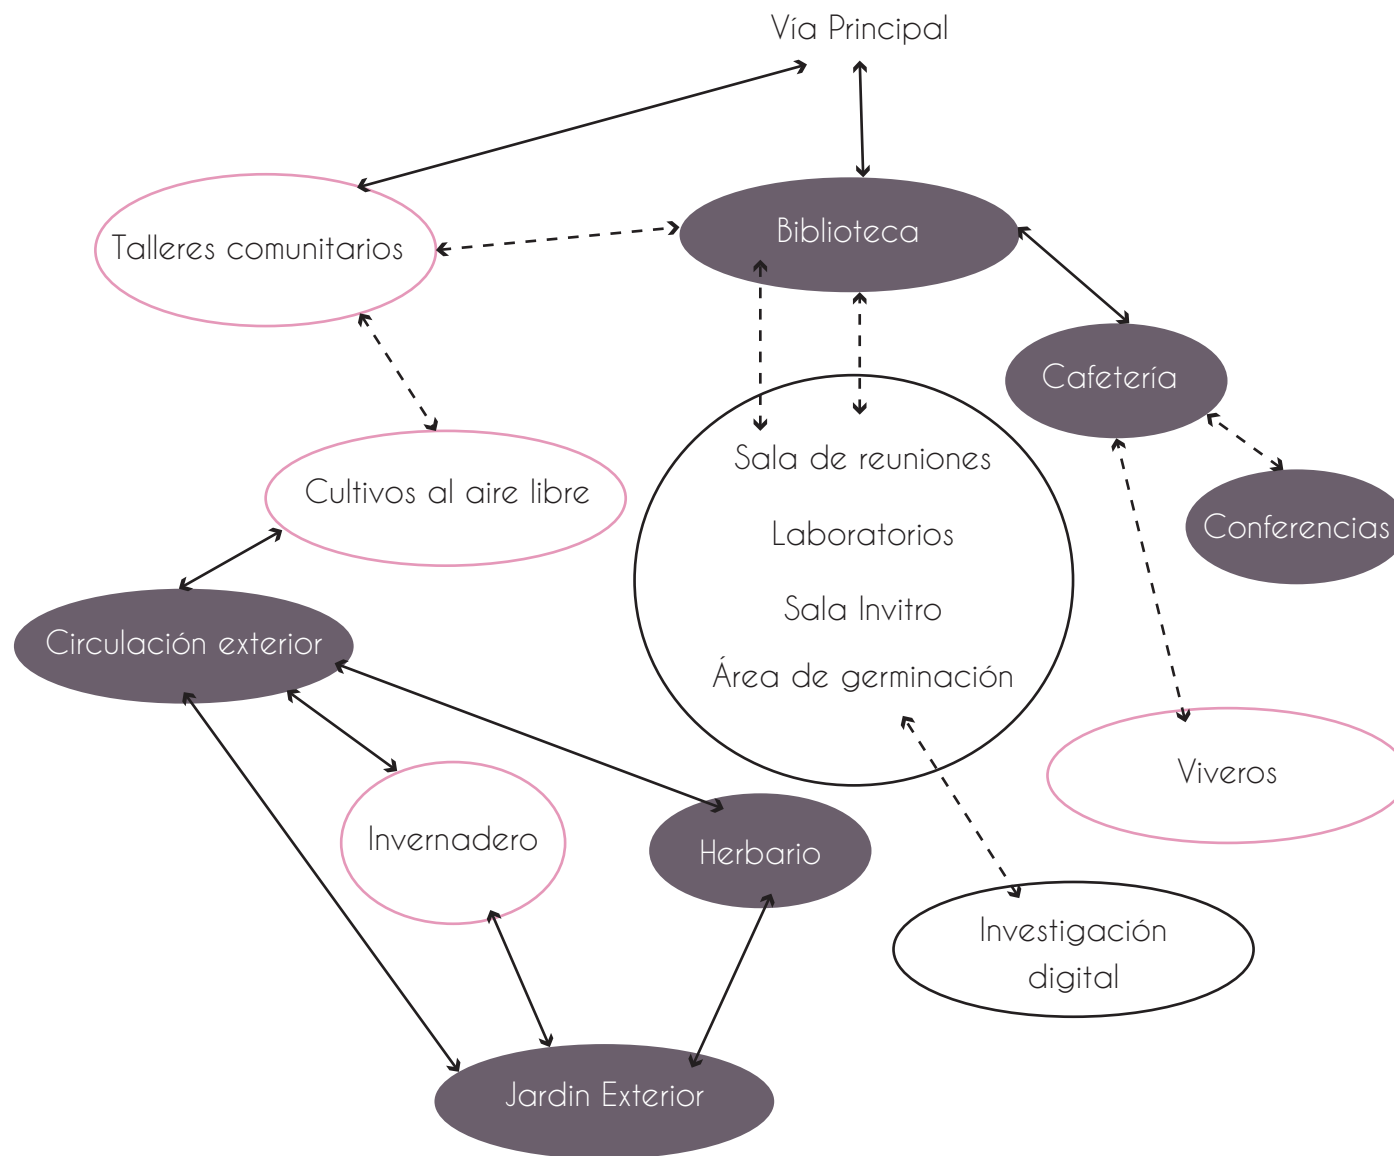 Vía Principal
Talleres comunitarios
Biblioteca
Cafetería
Sala de reuniones
Cultivos al aire libre
Conferencias
Laboratorios
Sala Invitro
Circulación exterior
Área de germinación
Viveros
Invernadero
Herbario
Investigación
digital
Jardin Exterior